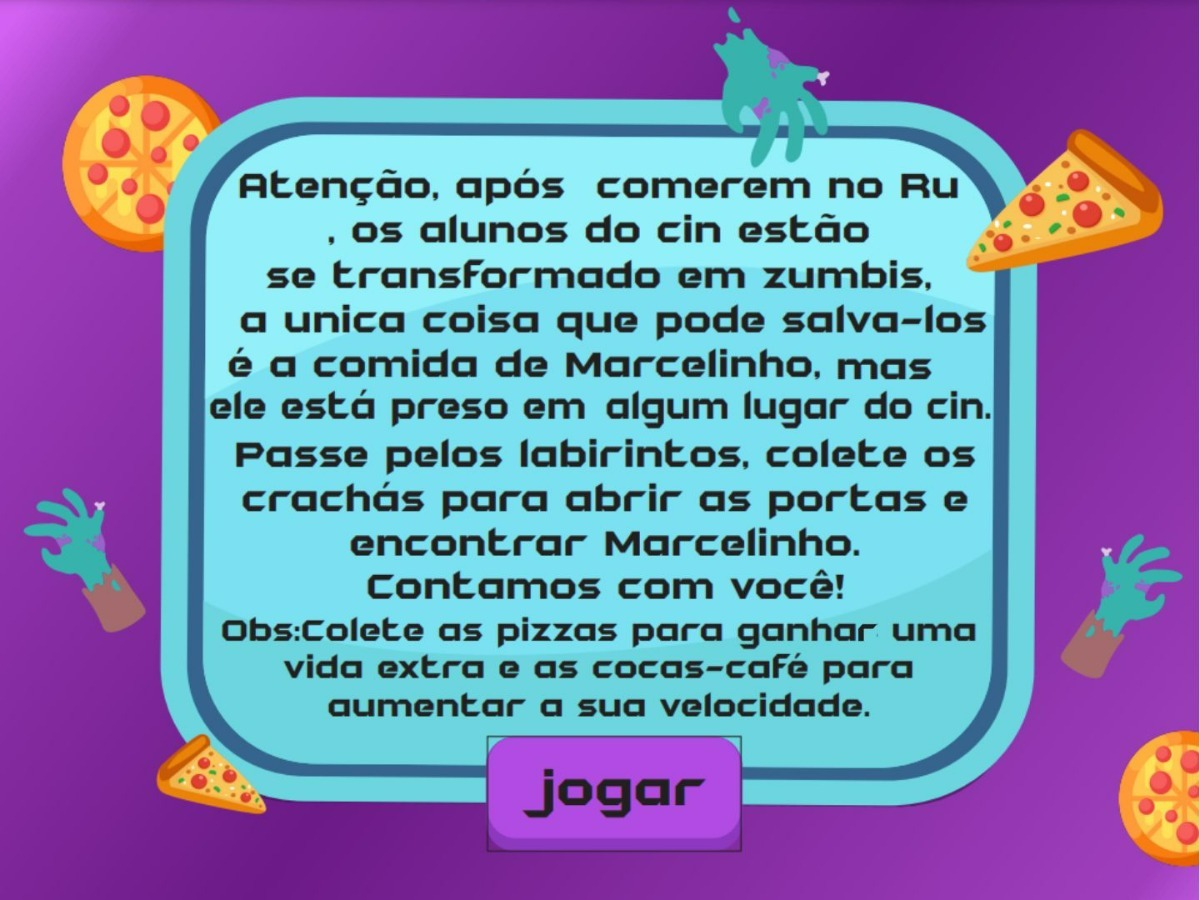 Atenção, após comerem no Ru
, os alunos do cin estão
se transformado em zumbis,
a unica coisa que pode salva-los
é a comida de Marcelinho, mas
ele está preso em algum lugar do cin.
Passe pelos labirintos, colete os
crachás para abrir as portas e
encontrar Marcelinho.
Contamos com você!
Obs:Colete as pizzas para ganhar uma
vida extra e as cocas-café para
aumentar a sua velocidade.
jogar